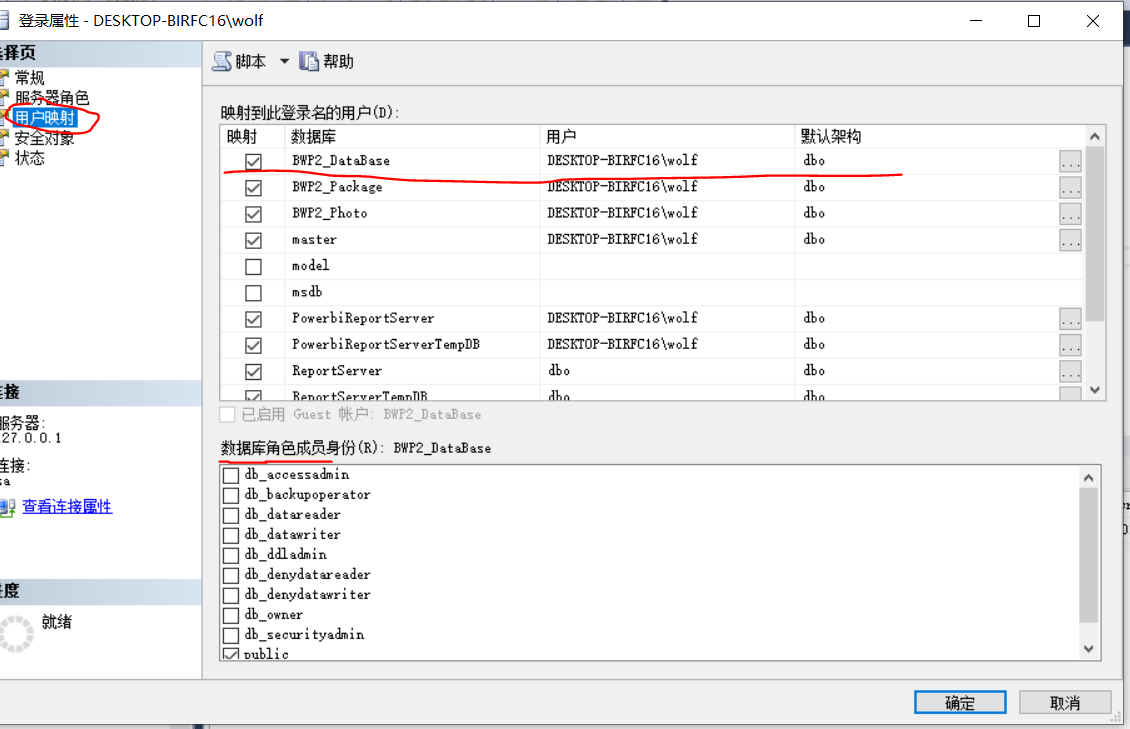 登录属性 - DESKTOP-BIRFC16\wolf
择页
常规
服务器角色
用户映射
安全对象
状态
脚本
帮助
映射到此登录名的用户(D):
映射 数据库 用户 默认架构
BWP2_DataBase DESKTOP-BIRFC16\wolf dbo ...
BWP2_Package DESKTOP-BIRFC16\wolf dbo ...
BWP2_Photo DESKTOP-BIRFC16\wolf dbo ...
master DESKTOP-BIRFC16\wolf dbo ...
model
msdb
PowerbiReportServer DESKTOP-BIRFC16\wolf dbo ...
PowerbiReportServerTempDB DESKTOP-BIRFC16\wolf dbo ...
ReportServer dbo dbo ...
ReportServerTempDB dbo dbo
已启用 Guest 帐户: BWP2_DataBase
数据库角色成员身份(R): BWP2_DataBase
db_accessadmin
db_backupoperator
db_datareader
db_datawriter
db_ddladmin
db_denydatareader
db_denydatawriter
db_owner
db_securityadmin
public
接
服务器:
27.0.0.1
连接:
a
查看连接属性
度
就绪
确定
取消